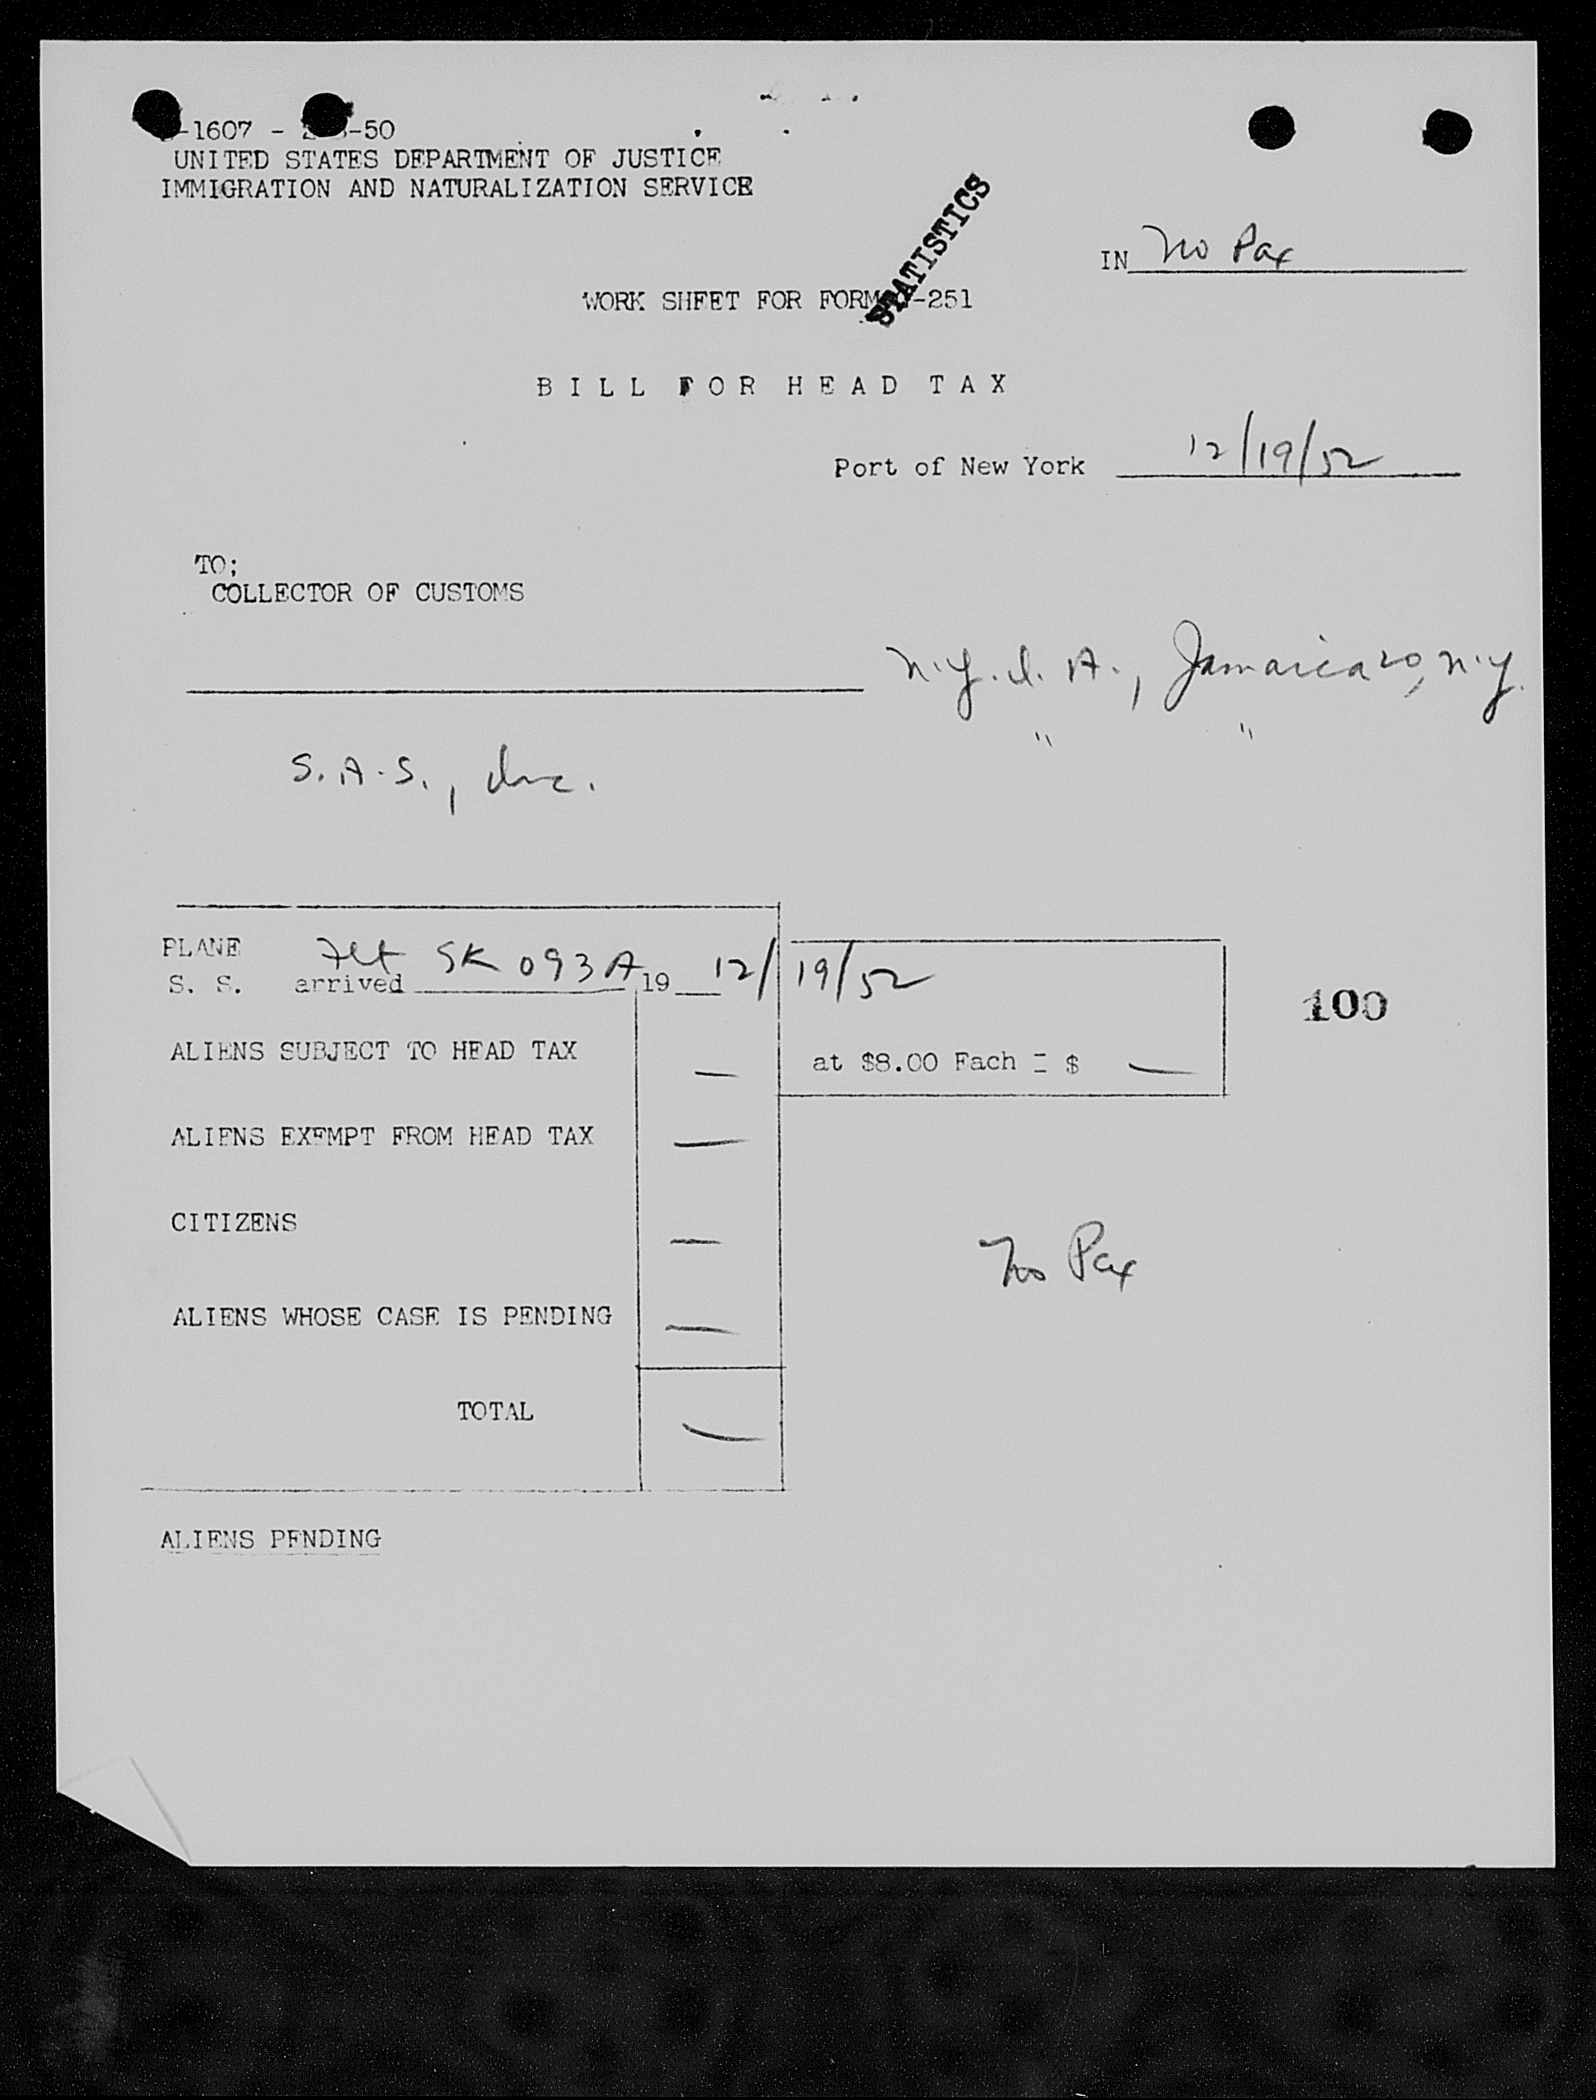 -1607 - -50
UNITED STATES DEPARTMENT OF JUSTICE
IMMIGRATION AND NATURALIZATION SERVICE
STATISTICS
IN No Pax
WORK SHEET FOR FORM -251
BILL FOR HEAD TAX
Port of New York 12/19/52
TO;
COLLECTOR OF CUSTOMS
N.Y.I.A., Jamaica 20, N.Y.
" "
S.A.S., Inc.
PLANE Flt SK 093A 12/19/52
S. S. arrived 19
100
ALIENS SUBJECT TO HEAD TAX — at $8.00 Each = $ —
ALIENS EXEMPT FROM HEAD TAX —
CITIZENS —
No Pax
ALIENS WHOSE CASE IS PENDING —
TOTAL —
ALIENS PENDING